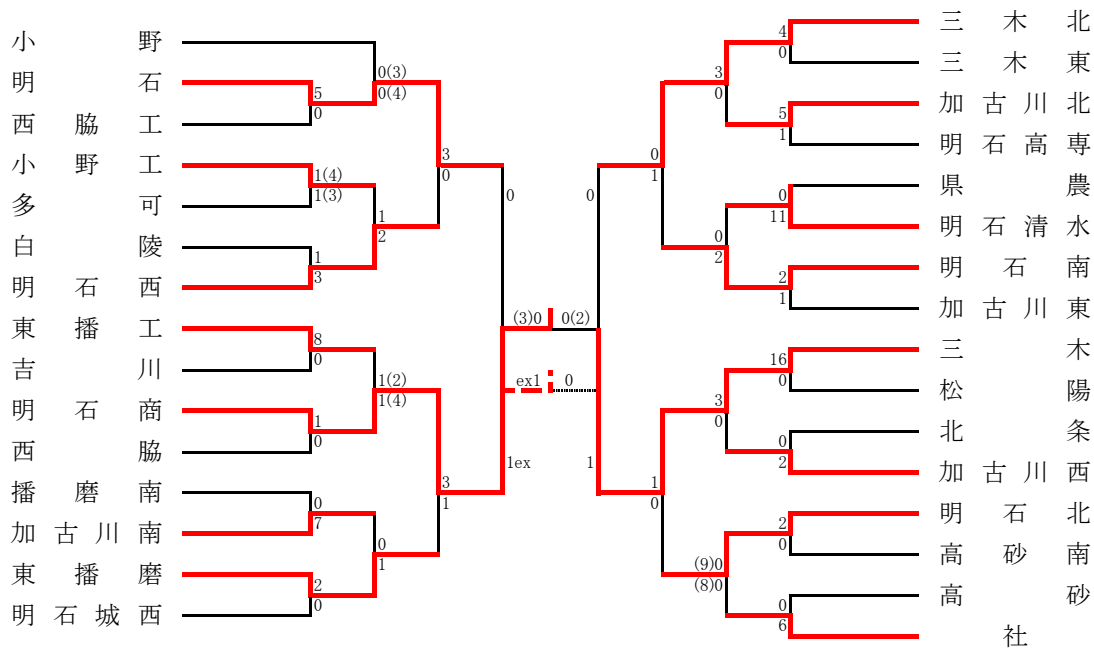 小野
明石
西脇工
小野工
多可
白陵
明石西
東播工
吉川
明石商
西脇
播磨南
加古川南
東播磨
明石城西
0(3)
0(4)
5
0
1(4)
1(3)
1
2
1
3
3
0
0
8
0
1(2)
1(4)
1
0
0
7
0
1
2
0
3
1
1ex
(3)0
0(2)
ex1
0
三木北
三木東
加古川北
明石高専
県農
明石清水
明石南
加古川東
三木
松陽
北条
加古川西
明石北
高砂南
高砂
社
4
0
3
0
5
1
0
1
0
0
11
0
2
2
1
16
0
3
0
0
2
1
1
0
2
0
(9)0
(8)0
0
6